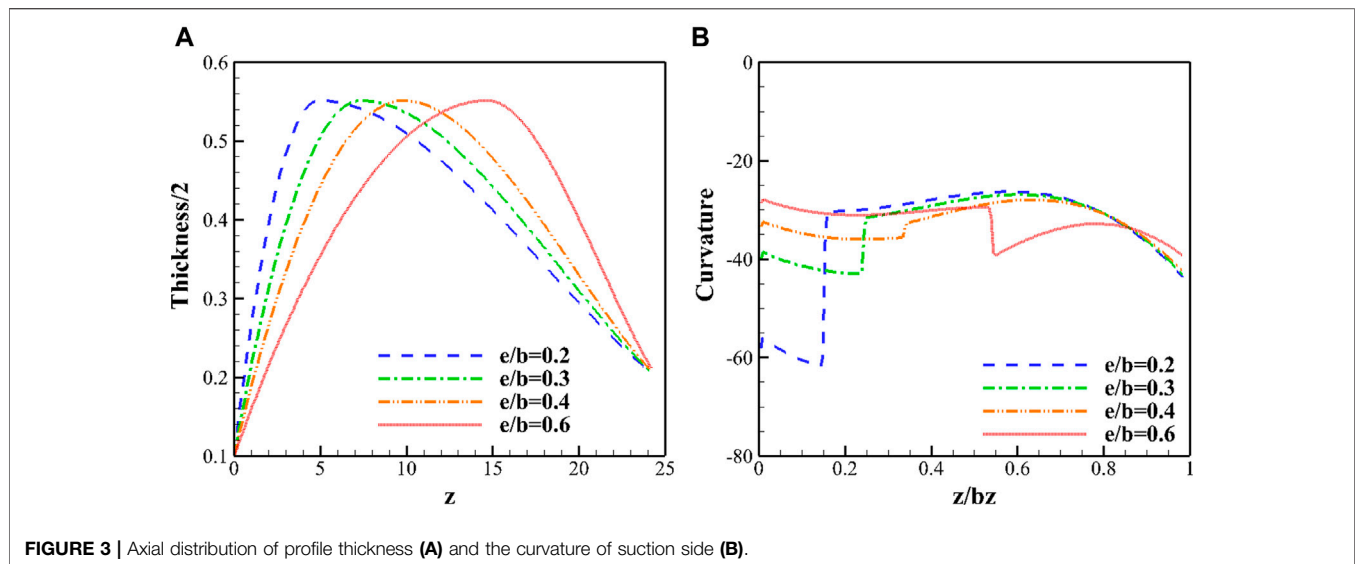 A
B
0.6
0.5
0.4
0.3
0.2
0.1
Thickness/2
0
5
10
15
20
25
z
e/b=0.2
e/b=0.3
e/b=0.4
e/b=0.6
0
-20
-40
-60
-80
Curvature
0
0.2
0.4
0.6
0.8
1
z/bz
e/b=0.2
e/b=0.3
e/b=0.4
e/b=0.6
FIGURE 3 | Axial distribution of profile thickness (A) and the curvature of suction side (B).